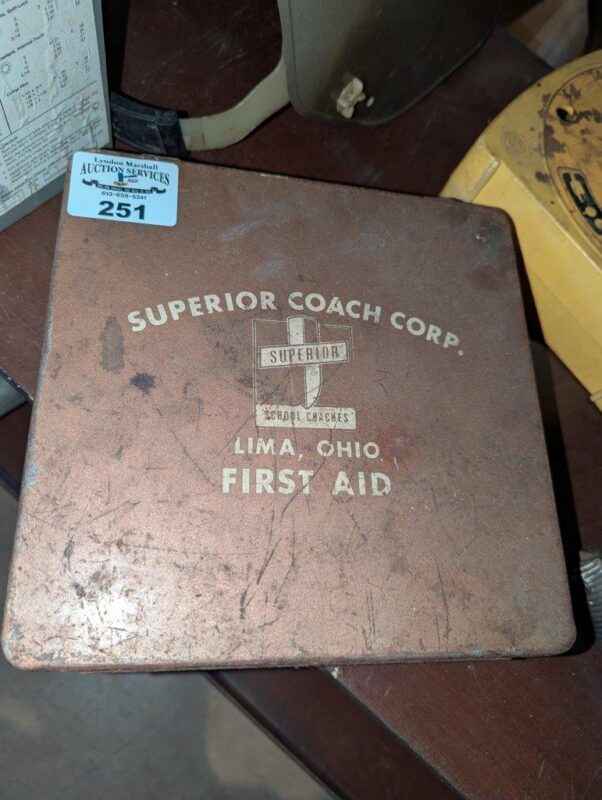 Lyndon Marshall
AUCTION SERVICES
251
SUPERIOR COACH CORP.
SUPERIOR
SCHOOL COACHES
LIMA, OHIO
FIRST AID